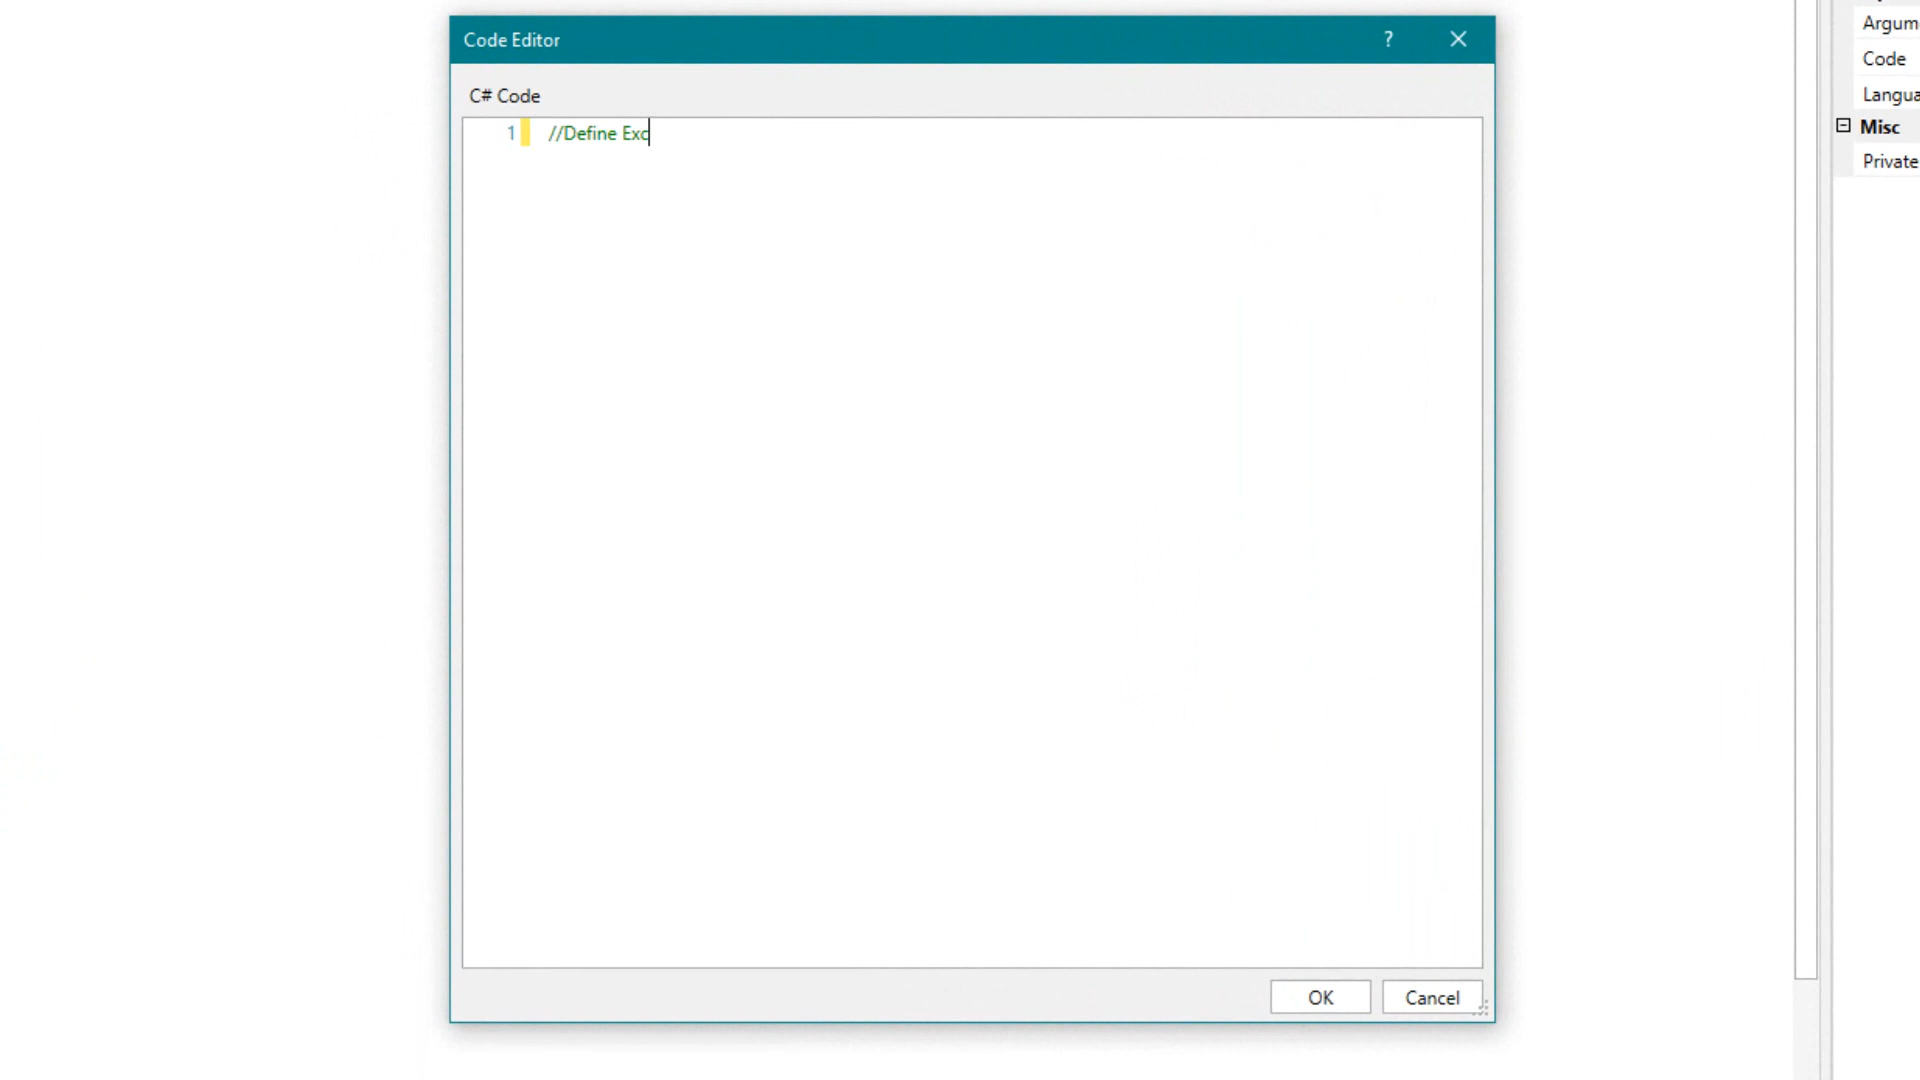 Code Editor
?
C# Code
1 //Define Exc
OK
Cancel
Argum
Code
Langua
Misc
Private